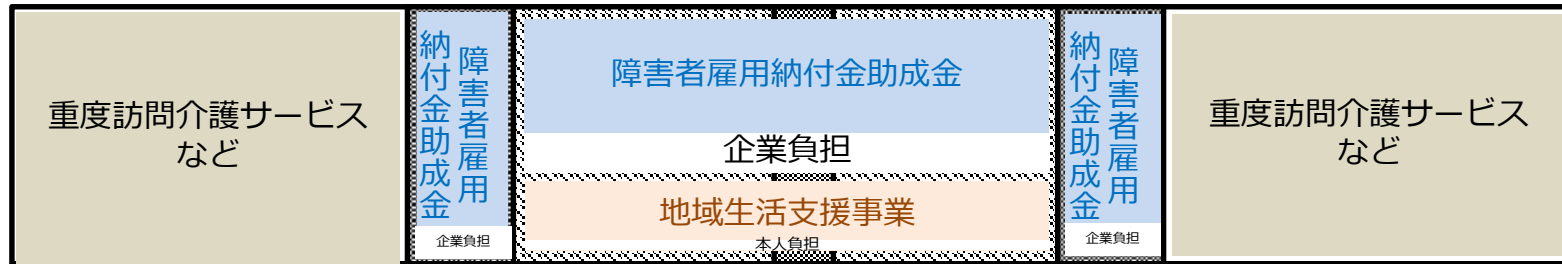 重度訪問介護サービス
など
障害者雇用
納付金助成金
企業負担
障害者雇用納付金助成金
企業負担
地域生活支援事業
本人負担
障害者雇用
納付金助成金
企業負担
重度訪問介護サービス
など